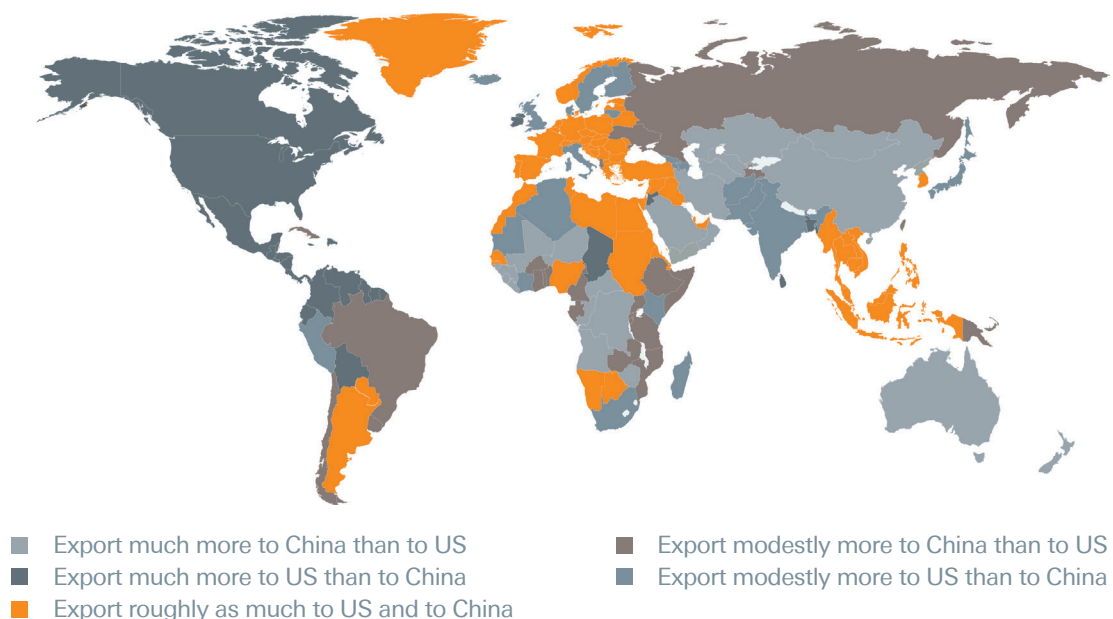 Export much more to China than to US
Export much more to US than to China
Export roughly as much to US and to China
Export modestly more to China than to US
Export modestly more to US than to China